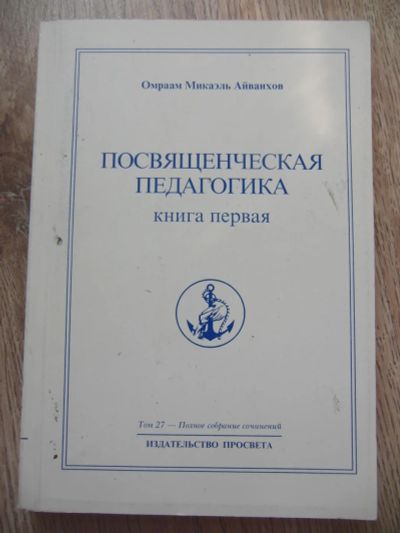 Омраам Микаэль Айванхов
ПОСВЯЩЕНЧЕСКАЯ
ПЕДАГОГИКА
книга первая
Том 27 — Полное собрание сочинений
ИЗДАТЕЛЬСТВО ПРОСВЕТА